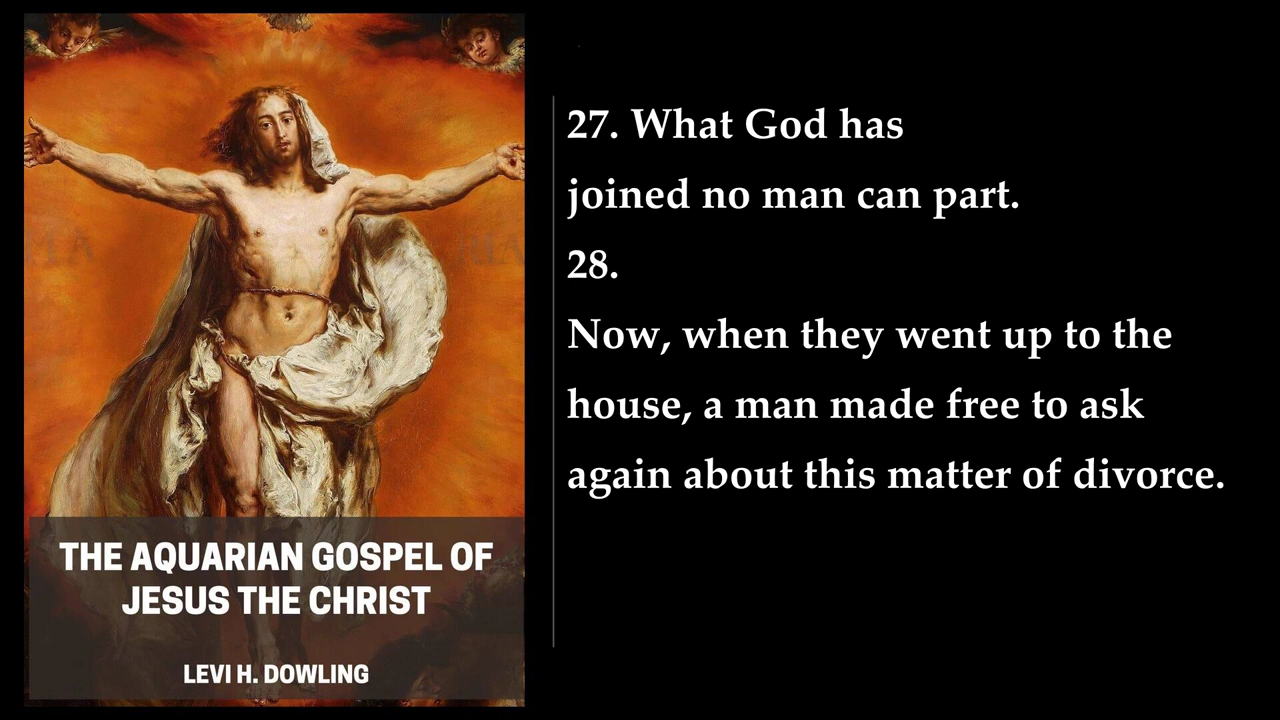 27. What God has
joined no man can part.
28.
Now, when they went up to the
house, a man made free to ask
again about this matter of divorce.
THE AQUARIAN GOSPEL OF
JESUS THE CHRIST
LEVI H. DOWLING